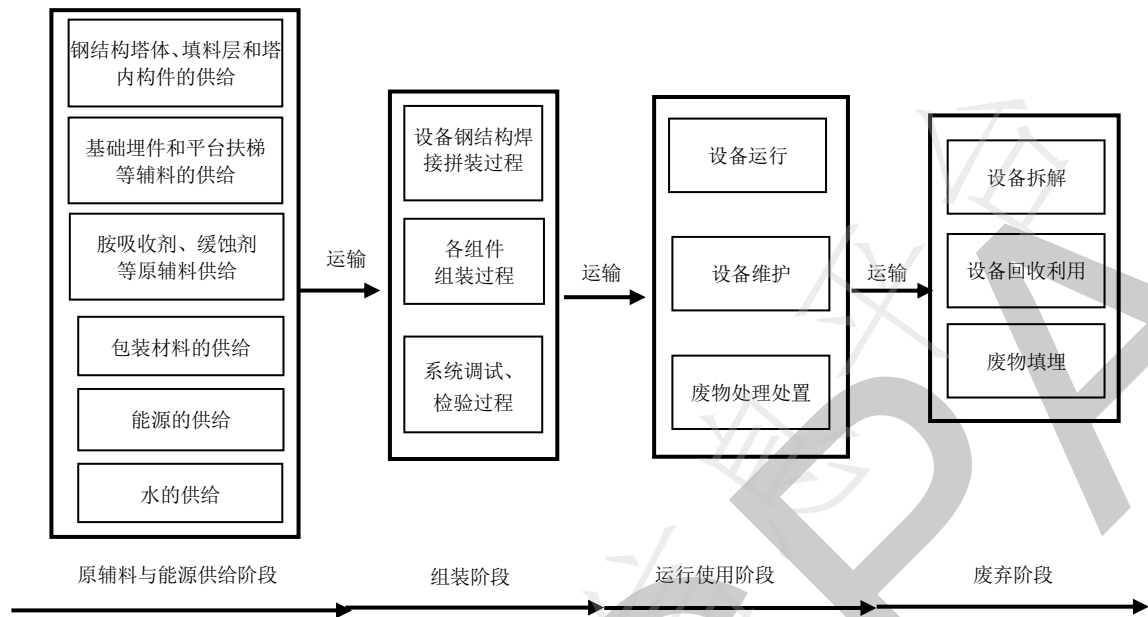 钢结构塔体、填料层和塔
内构件的供给
基础埋件和平台扶梯
等辅料的供给
胺吸收剂、缓蚀剂
等原辅料供给
包装材料的供给
能源的供给
水的供给
运输
设备钢结构焊
接拼装过程
各组件
组装过程
系统调试、
检验过程
运输
设备运行
设备维护
废物处理处置
运输
设备拆解
设备回收利用
废物填埋
原辅料与能源供给阶段
组装阶段
运行使用阶段
废弃阶段